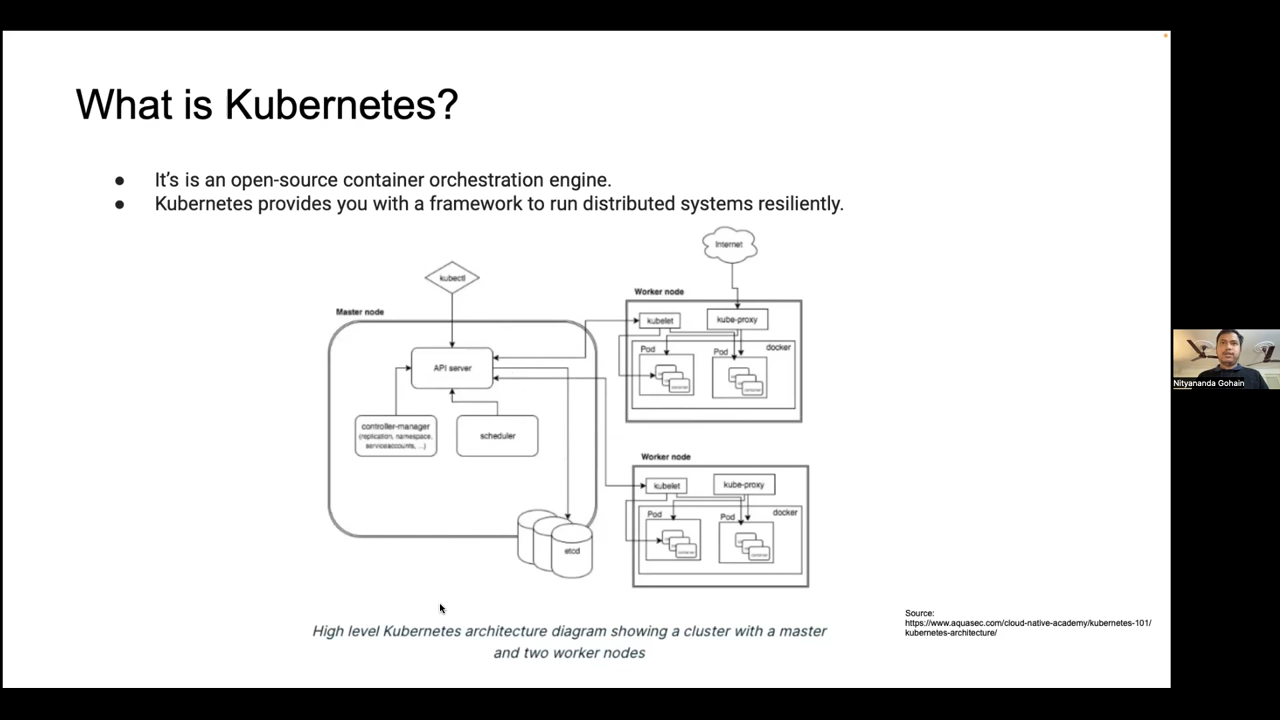 What is Kubernetes?
● It's is an open-source container orchestration engine.
● Kubernetes provides you with a framework to run distributed systems resiliently.
Internet
kubectl
Worker node
Master node
kubelet
kube-proxy
docker
Pod
Pod
API server
container
container
controller-manager
(replication, namespace,
serviceaccounts, ...)
scheduler
Worker node
kubelet
kube-proxy
docker
Pod
Pod
etcd
container
container
High level Kubernetes architecture diagram showing a cluster with a master
and two worker nodes
Source:
https://www.aquasec.com/cloud-native-academy/kubernetes-101/
kubernetes-architecture/
Nityananda Gohain